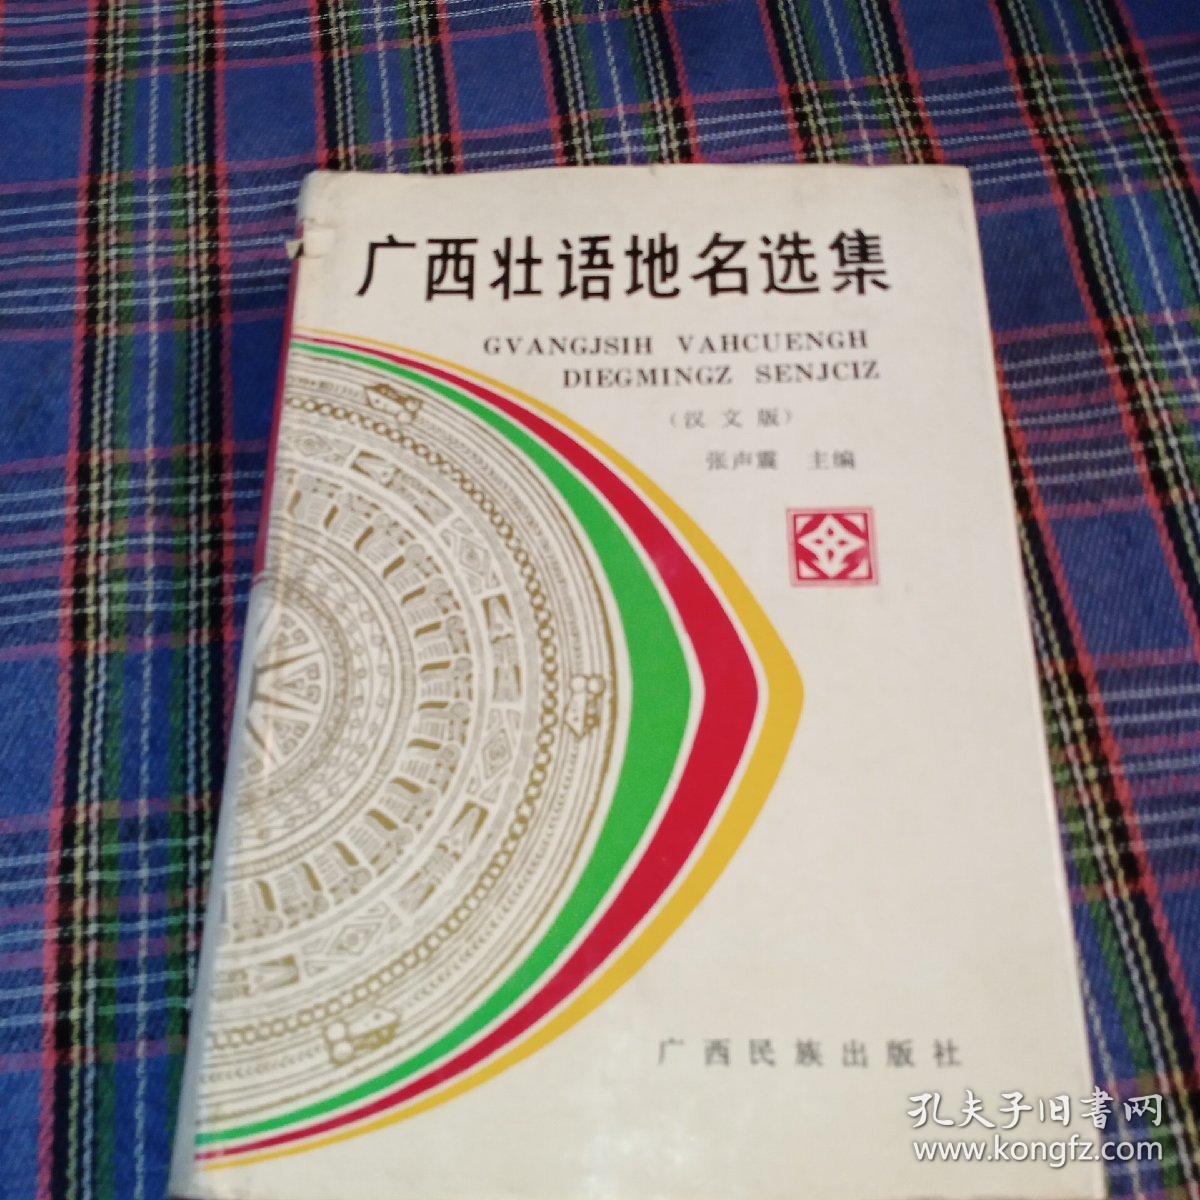 广西壮语地名选集
GVANGJSIH VAHCUENGH
DIEGMINGZ SENJCIZ
（汉文版）
张声震 主编
广西民族出版社
孔夫子旧書网
www.kongfz.com